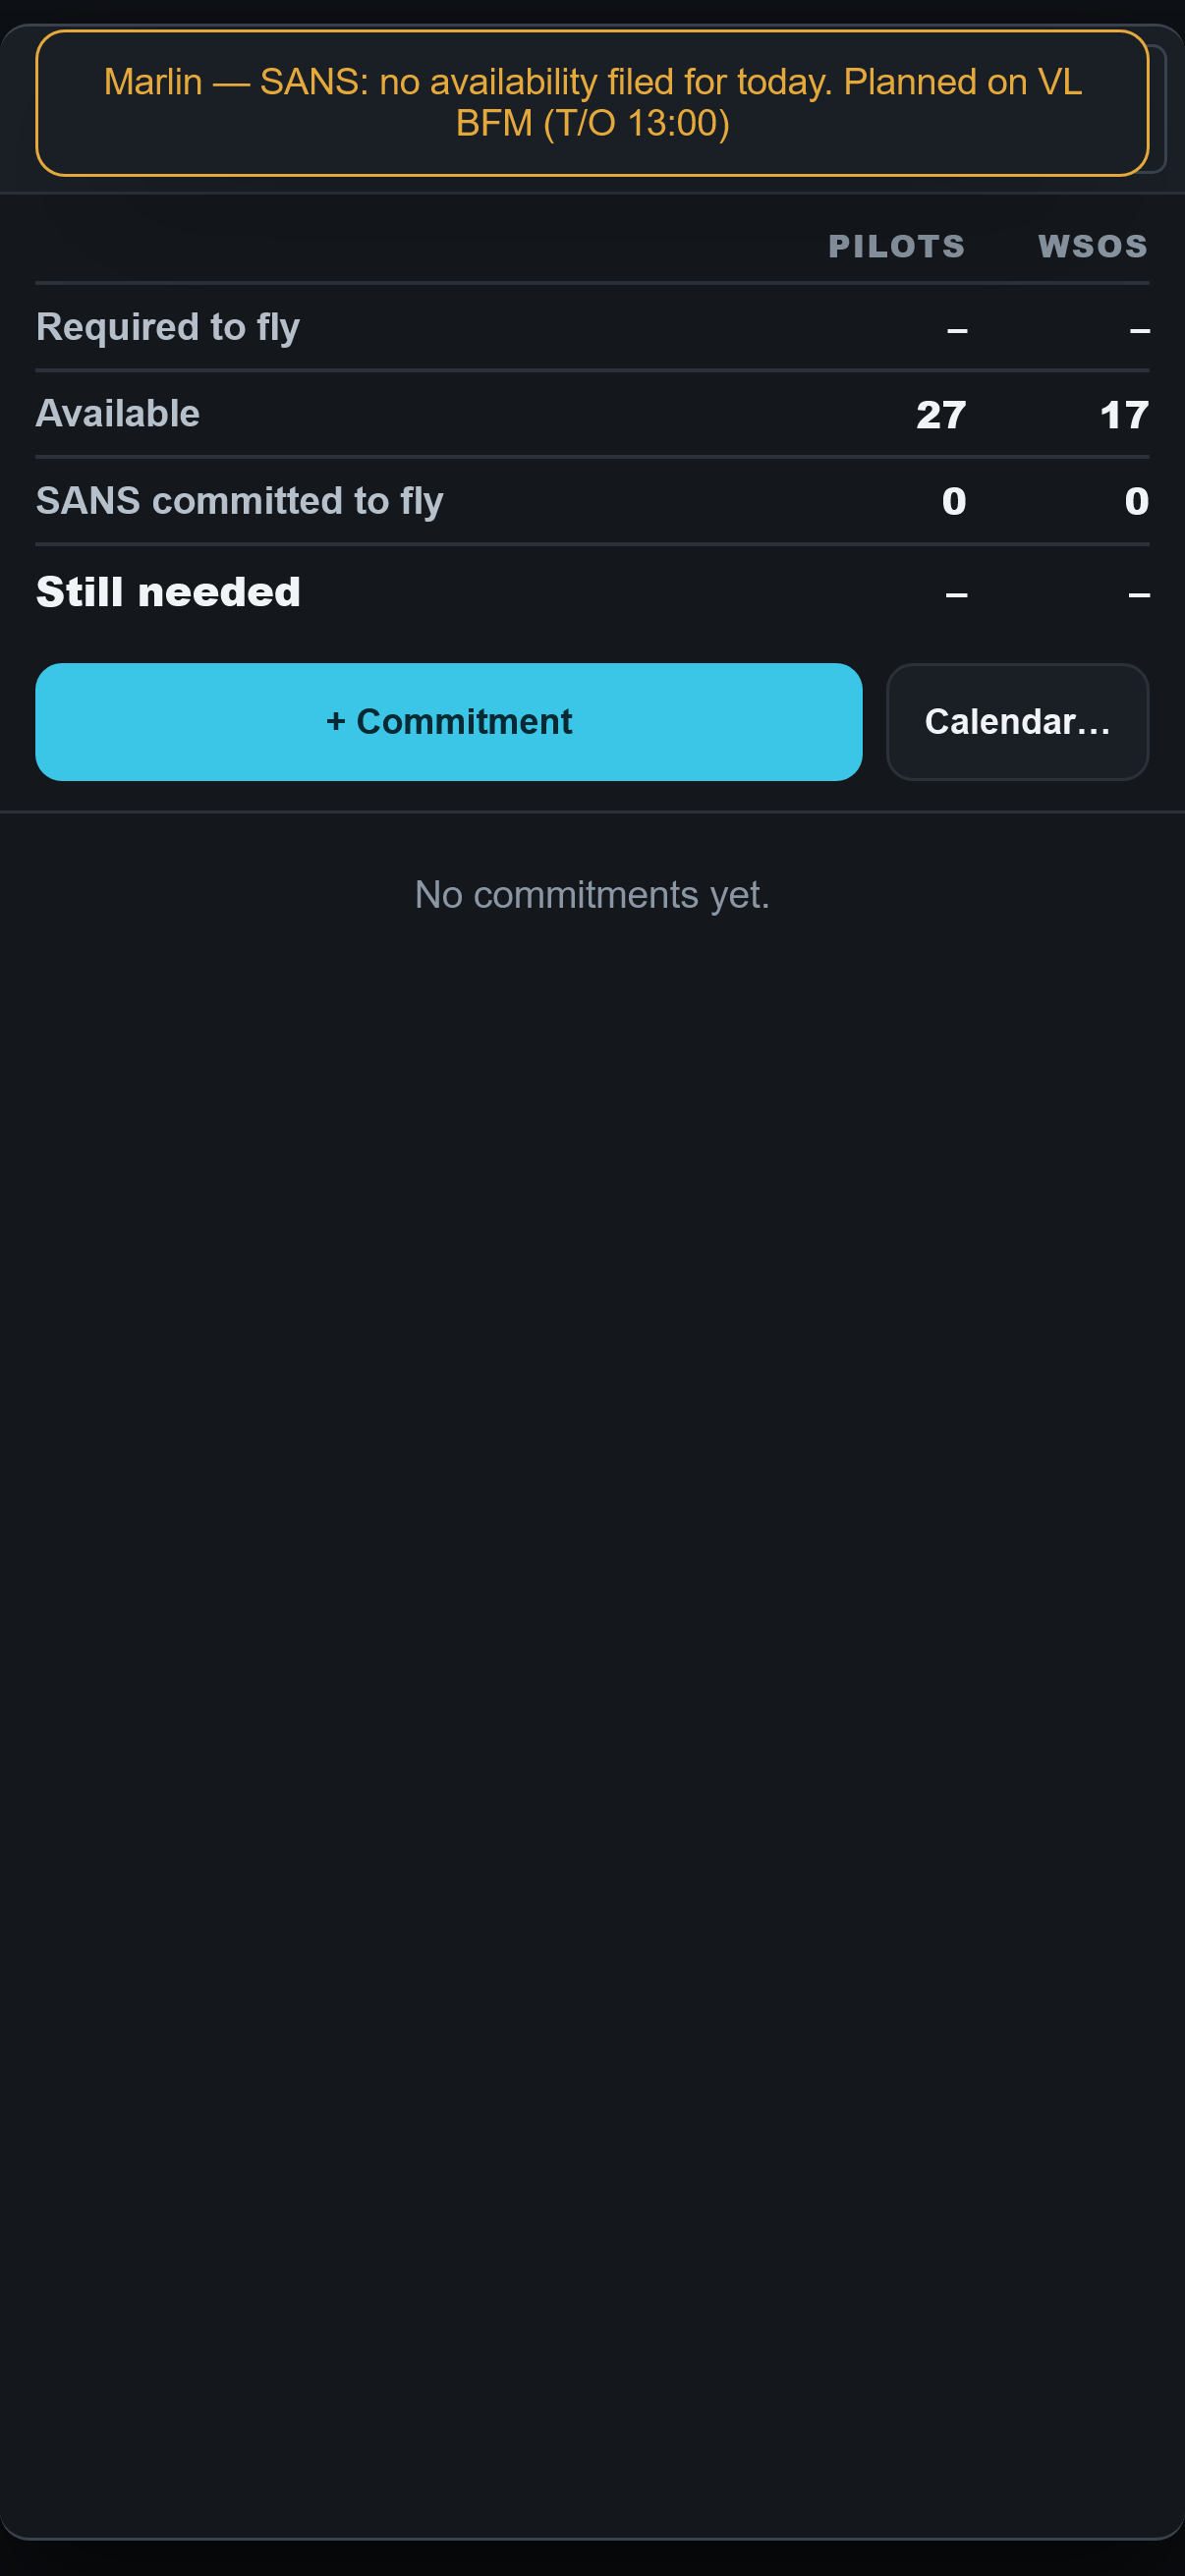 Marlin — SANS: no availability filed for today. Planned on VL
BFM (T/O 13:00)
PILOTS WSOS
Required to fly – –
Available 27 17
SANS committed to fly 0 0
Still needed – –
+ Commitment Calendar…
No commitments yet.